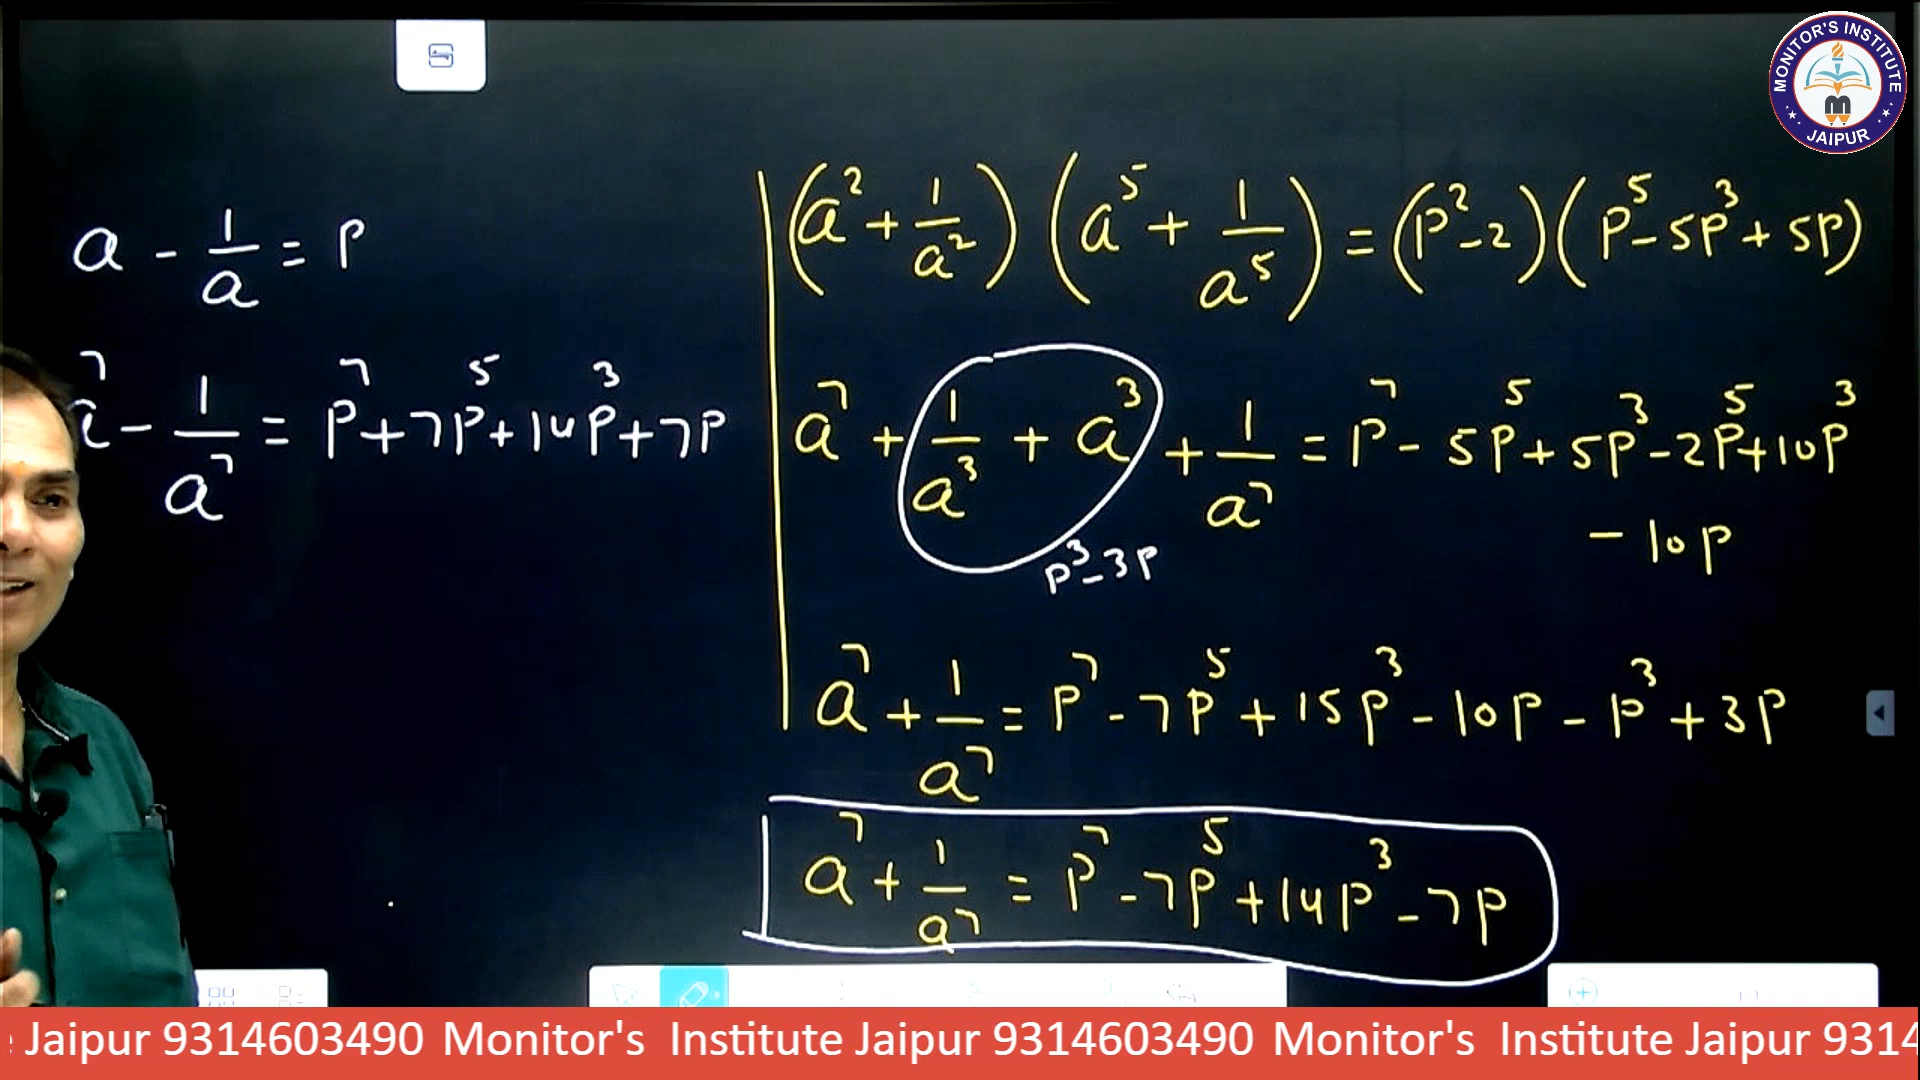 MONITOR'S INSTITUTE
JAIPUR
a - 1/a = p
a⁷ - 1/a⁷ = p⁷ + 7p⁵ + 14p³ + 7p
(a² + 1/a²) (a⁵ + 1/a⁵) = (p² - 2) (p⁵ - 5p³ + 5p)
a⁷ + 1/a³ + a³ + 1/a⁷ = p⁷ - 5p⁵ + 5p³ - 2p⁵ + 10p³
- 10p
p³ - 3p
a⁷ + 1/a⁷ = p⁷ - 7p⁵ + 15p³ - 10p - p³ + 3p
a⁷ + 1/a⁷ = p⁷ - 7p⁵ + 14p³ - 7p
Jaipur 9314603490 Monitor's Institute Jaipur 9314603490 Monitor's Institute Jaipur 9314